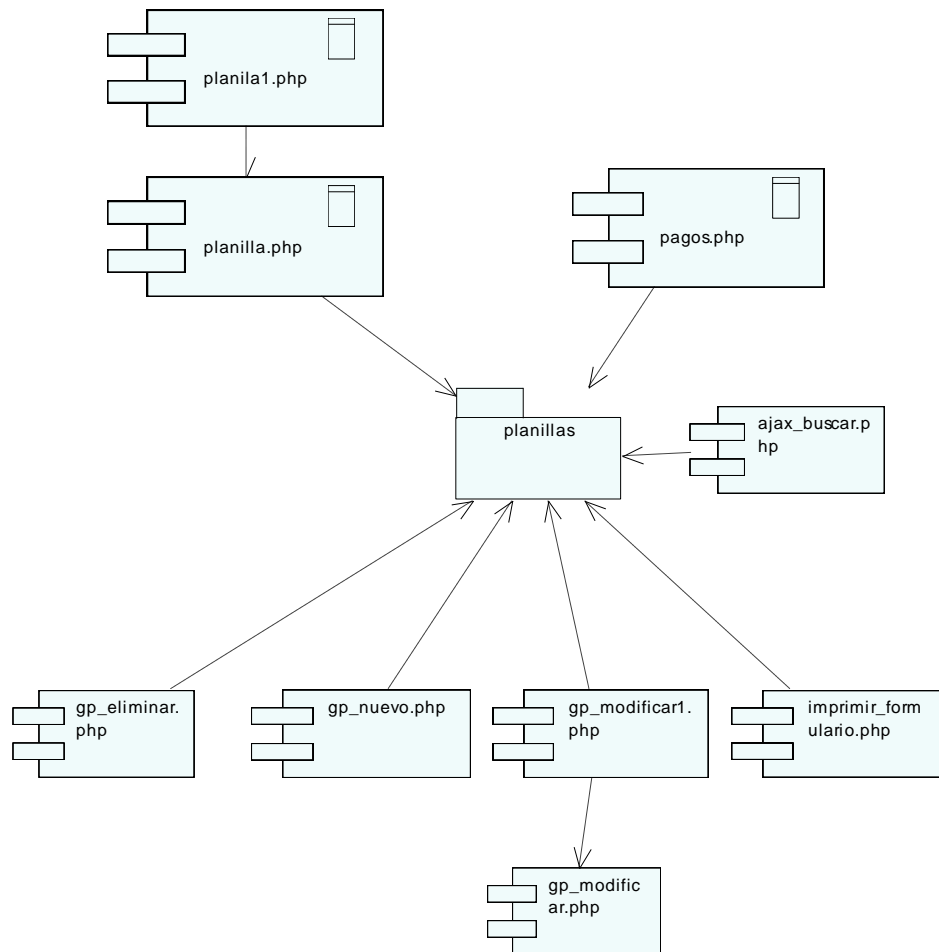 planila1.php
planilla.php
pagos.php
planillas
ajax_buscar.p
hp
gp_eliminar.
php
gp_nuevo.php
gp_modificar1.
php
imprimir_form
ulario.php
gp_modific
ar.php